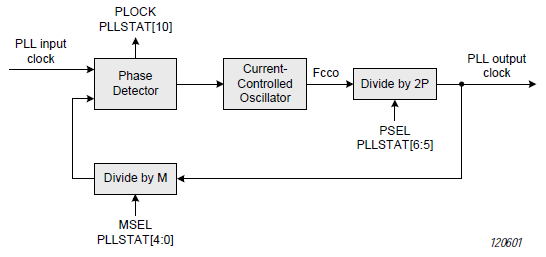 PLOCK
PLLSTAT[10]
PLL input
clock
Phase
Detector
Current-
Controlled
Oscillator
Fcco
Divide by 2P
PLL output
clock
PSEL
PLLSTAT[6:5]
Divide by M
MSEL
PLLSTAT[4:0]
120601